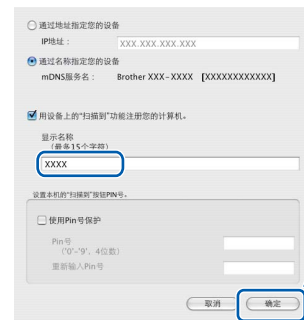 通过地址指定您的设备
IP地址： XXX.XXX.XXX.XXX
通过名称指定您的设备
mDNS服务名： Brother XXX-XXXX [XXXXXXXXXXXX]
用设备上的“扫描到”功能注册您的计算机。
显示名称
（最多15个字符）
XXXX
设置本机的“扫描到”按钮PIN号。
使用Pin号保护
Pin号
（‘0’-‘9’，4位数）
重新输入Pin号
取消 确定